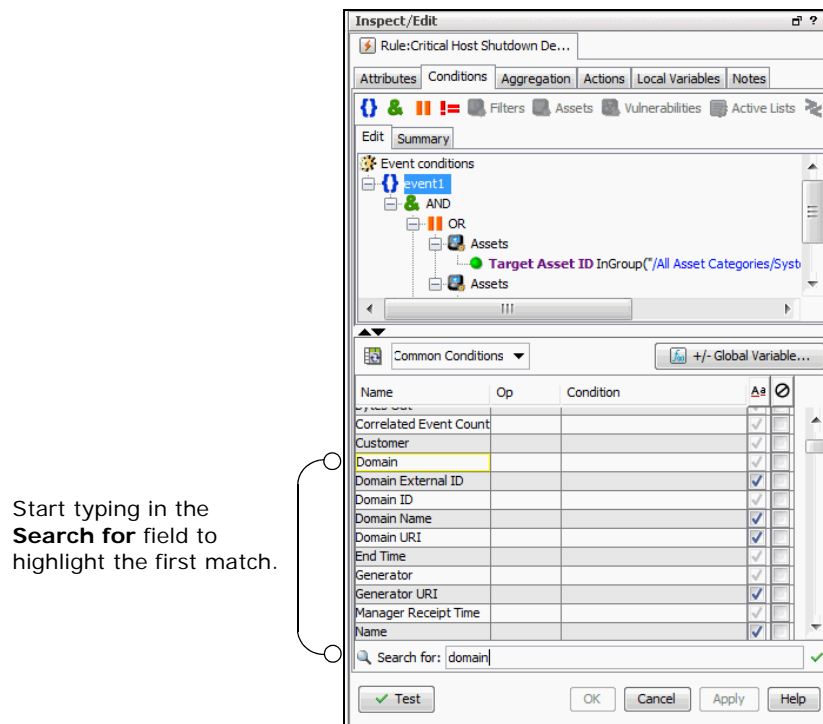 Inspect/Edit
?
Rule:Critical Host Shutdown De...
Attributes Conditions Aggregation Actions Local Variables Notes
{} & != Filters Assets Vulnerabilities Active Lists
Edit Summary
Event conditions
{} event1
& AND
OR
Assets
Target Asset ID InGroup("/All Asset Categories/Syst
Assets
Common Conditions +/- Global Variable...
Name Op Condition Aa
Bytes Out
Correlated Event Count
Customer
Domain
Domain External ID
Domain ID
Domain Name
Domain URI
End Time
Generator
Generator URI
Manager Receipt Time
Name
Start typing in the
Search for field to
highlight the first match.
Search for: domain
Test OK Cancel Apply Help